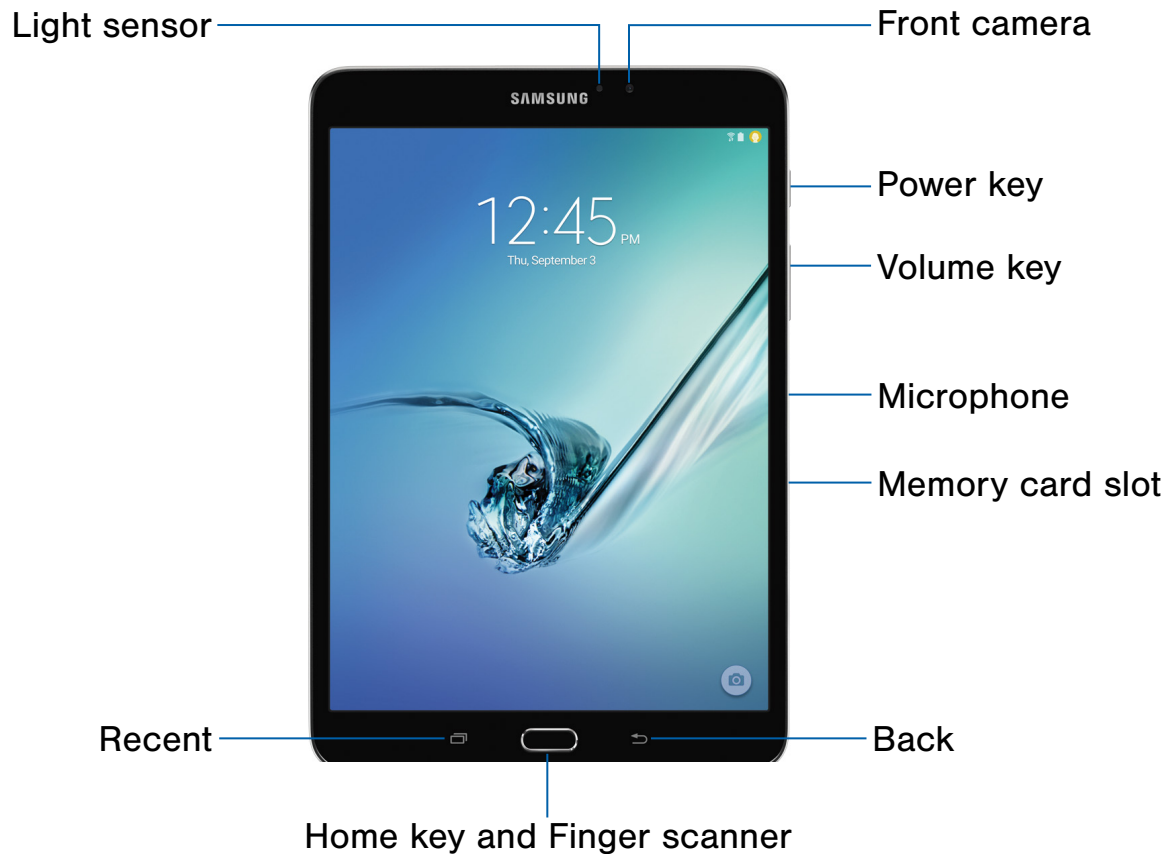 Light sensor
Front camera
SAMSUNG
12:45 PM
Thu, September 3
Power key
Volume key
Microphone
Memory card slot
Recent
Back
Home key and Finger scanner